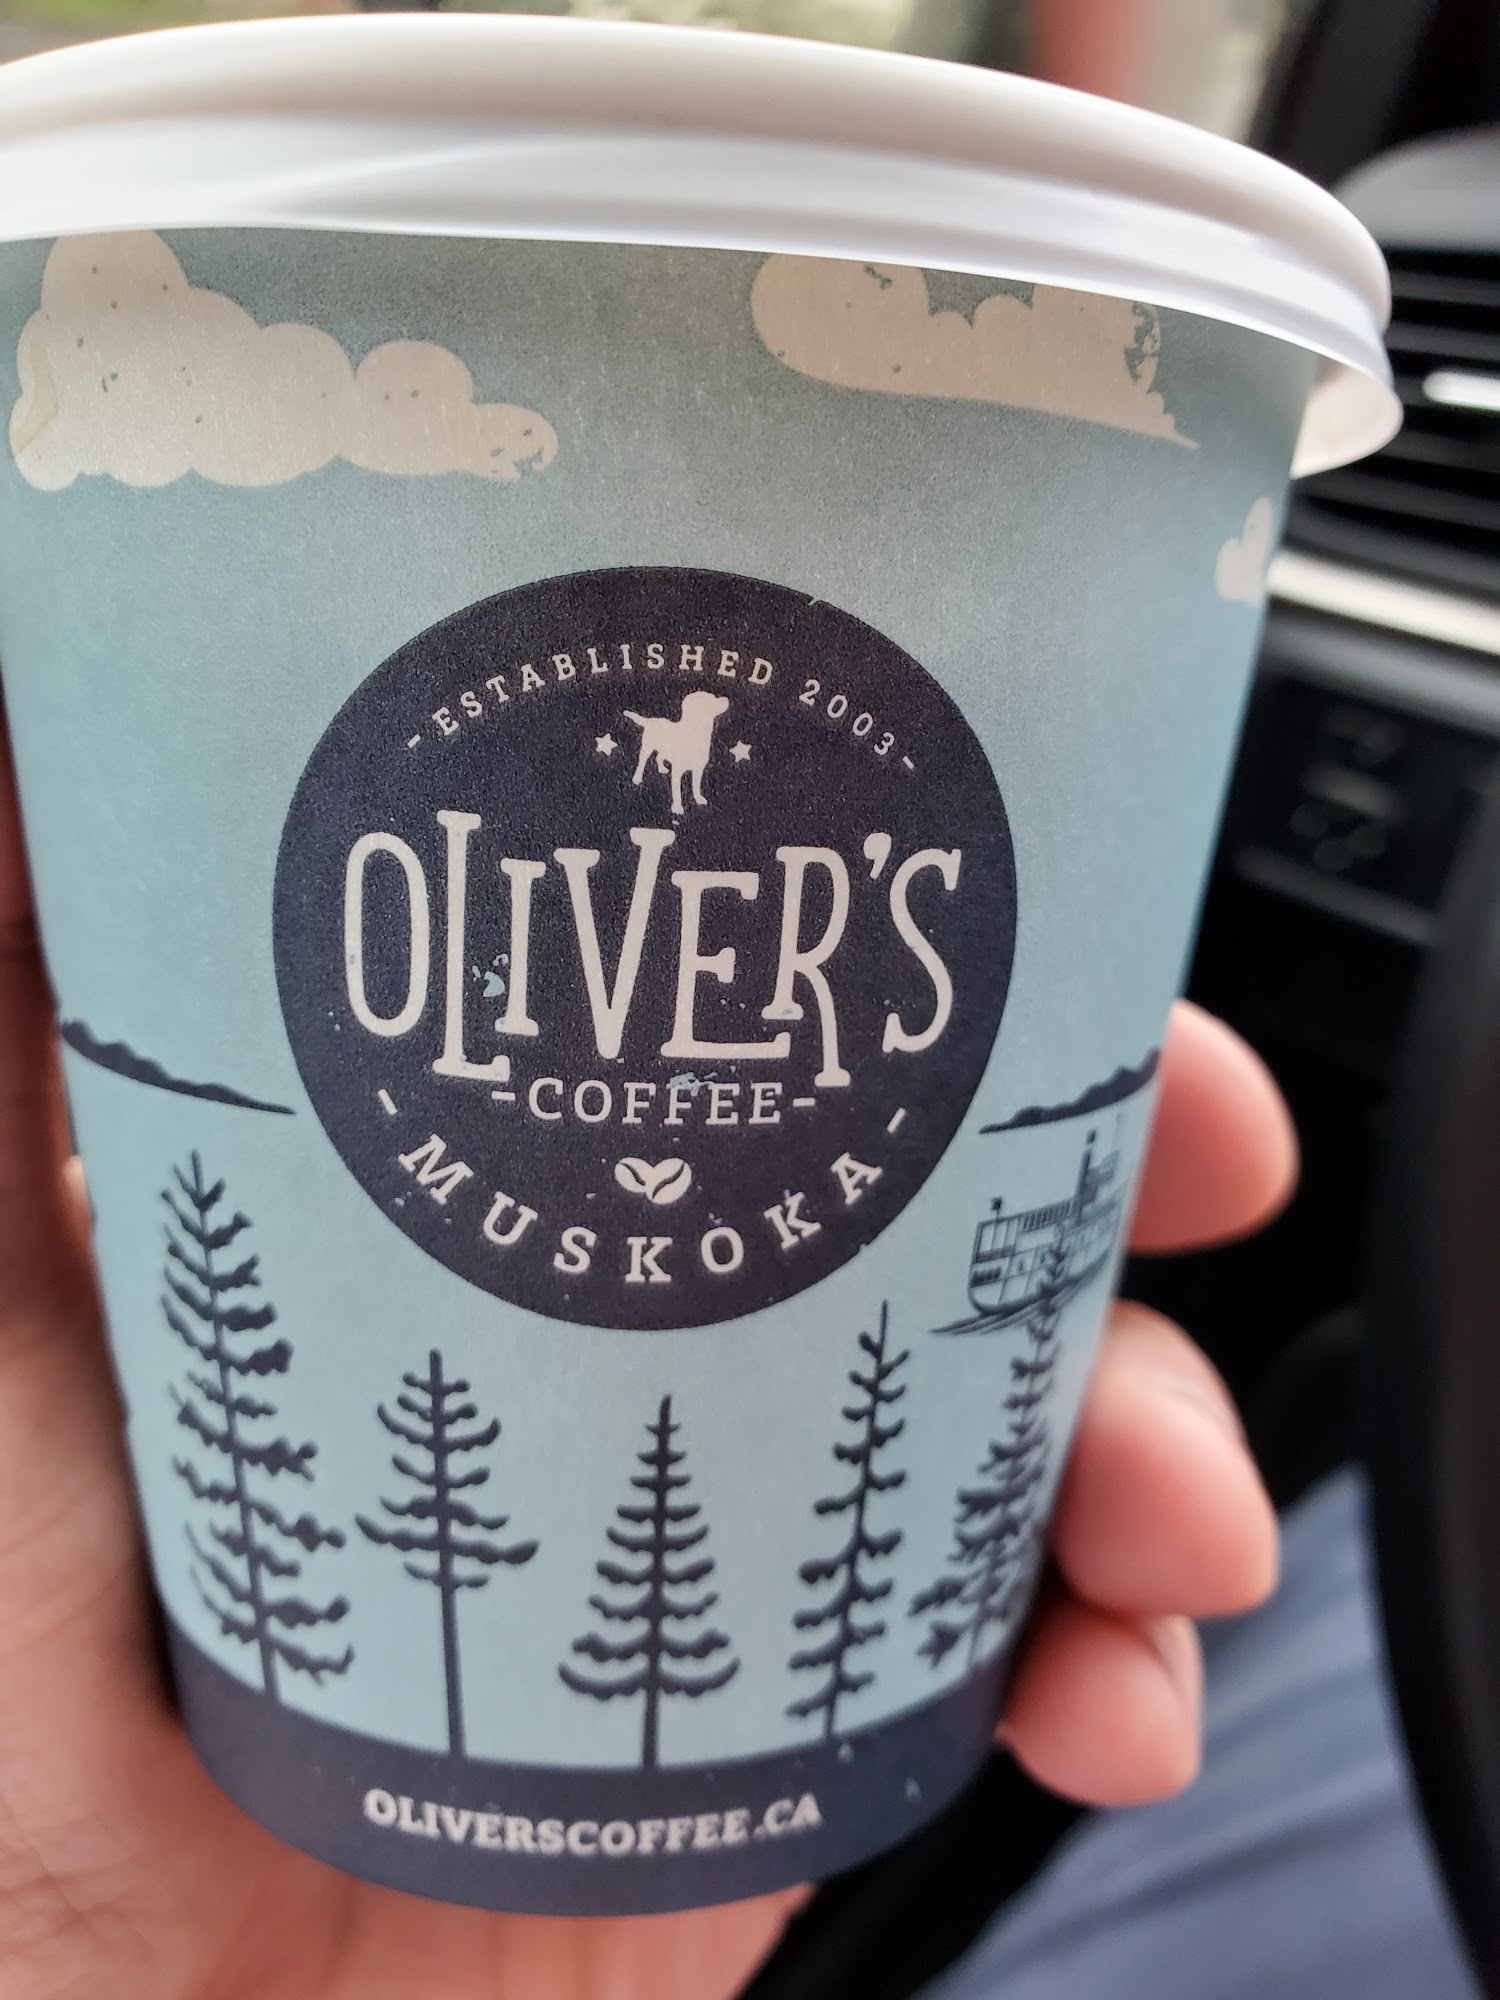 -ESTABLISHED 2003-
OLIVER'S
-COFFEE-
-MUSKOKA-
OLIVERSCOFFEE.CA